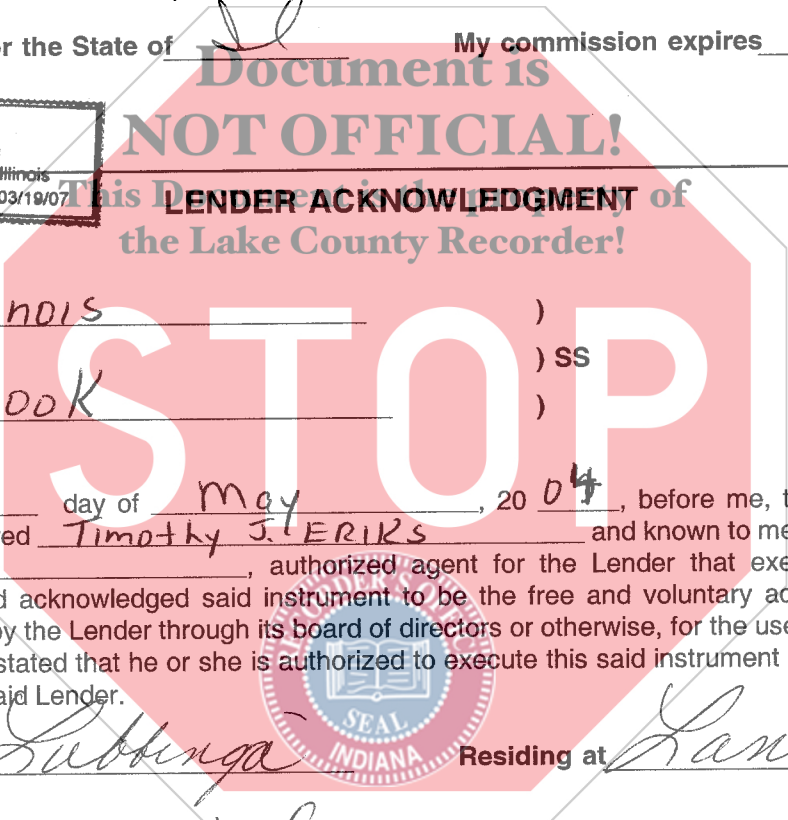 r the State of Il My commission expires
Document is
NOT OFFICIAL!
Illinois
03/19/07
This Document is the property of
LENDER ACKNOWLEDGMENT
the Lake County Recorder!
nois )
) SS
ook )
STOP
day of May , 20 04 , before me, t
ed Timothy J. ERIKS and known to me
, authorized agent for the Lender that exe
d acknowledged said instrument to be the free and voluntary ac
by the Lender through its board of directors or otherwise, for the use
stated that he or she is authorized to execute this said instrument
aid Lender.
RECORDER'S OFFICE
SEAL
INDIANA
Lubbinga Residing at Lan